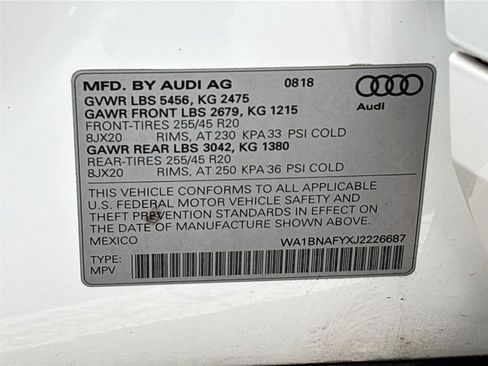 MFD. BY AUDI AG 0818
GVWR LBS 5456, KG 2475
GAWR FRONT LBS 2679, KG 1215
FRONT-TIRES 255/45 R20
8JX20 RIMS, AT 230 KPA 33 PSI COLD
GAWR REAR LBS 3042, KG 1380
REAR-TIRES 255/45 R20
8JX20 RIMS, AT 250 KPA 36 PSI COLD
Audi
THIS VEHICLE CONFORMS TO ALL APPLICABLE
U.S. FEDERAL MOTOR VEHICLE SAFETY AND
THEFT PREVENTION STANDARDS IN EFFECT ON
THE DATE OF MANUFACTURE SHOWN ABOVE.
MEXICO WA1BNAFYXJ2226687
TYPE:
MPV